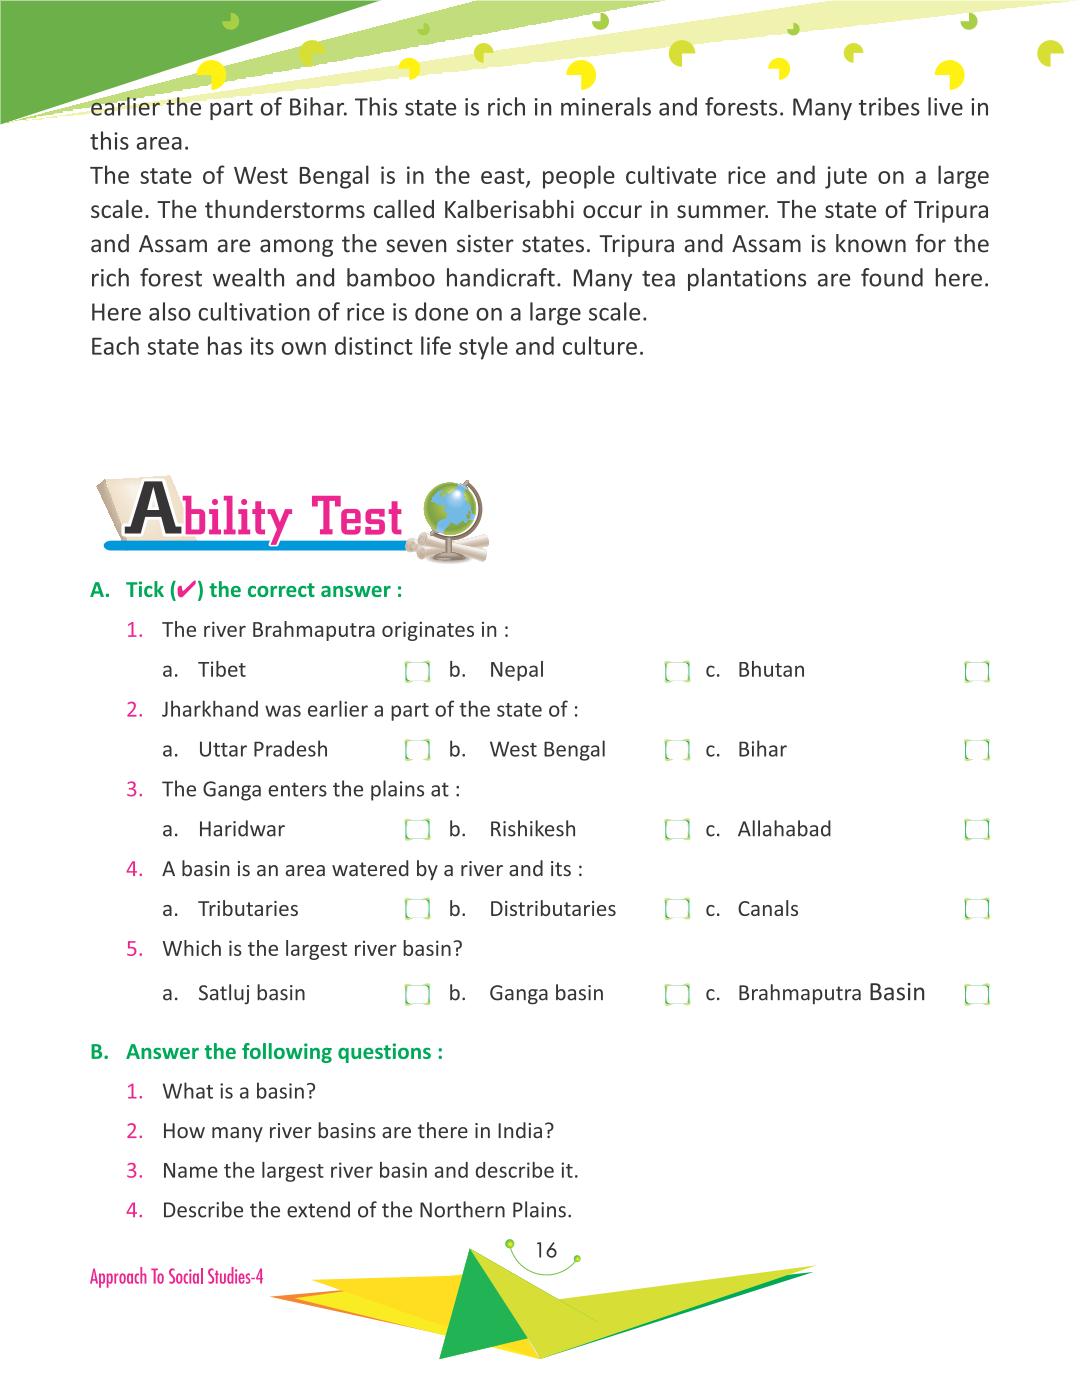 earlier the part of Bihar. This state is rich in minerals and forests. Many tribes live in
this area.
The state of West Bengal is in the east, people cultivate rice and jute on a large
scale. The thunderstorms called Kalberisabhi occur in summer. The state of Tripura
and Assam are among the seven sister states. Tripura and Assam is known for the
rich forest wealth and bamboo handicraft. Many tea plantations are found here.
Here also cultivation of rice is done on a large scale.
Each state has its own distinct life style and culture.
Ability Test
A. Tick (✔) the correct answer :
1. The river Brahmaputra originates in :
a. Tibet b. Nepal c. Bhutan
2. Jharkhand was earlier a part of the state of :
a. Uttar Pradesh b. West Bengal c. Bihar
3. The Ganga enters the plains at :
a. Haridwar b. Rishikesh c. Allahabad
4. A basin is an area watered by a river and its :
a. Tributaries b. Distributaries c. Canals
5. Which is the largest river basin?
a. Satluj basin b. Ganga basin c. Brahmaputra Basin
B. Answer the following questions :
1. What is a basin?
2. How many river basins are there in India?
3. Name the largest river basin and describe it.
4. Describe the extend of the Northern Plains.
16
Approach To Social Studies-4